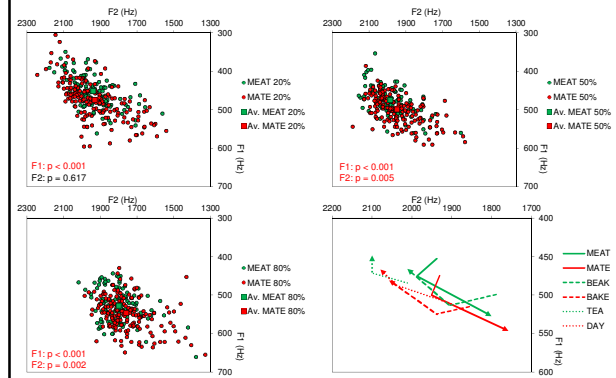 F2 (Hz)
2300 2100 1900 1700 1500 1300
300
400
500
600
700
F1 (Hz)
MEAT 20%
MATE 20%
Av. MEAT 20%
Av. MATE 20%
F1: p < 0.001
F2: p = 0.617
F2 (Hz)
2300 2100 1900 1700 1500 1300
300
400
500
600
700
F1 (Hz)
MEAT 50%
MATE 50%
Av. MEAT 50%
Av. MATE 50%
F1: p < 0.001
F2: p = 0.005
F2 (Hz)
2300 2100 1900 1700 1500 1300
300
400
500
600
700
F1 (Hz)
MEAT 80%
MATE 80%
Av. MEAT 80%
Av. MATE 80%
F1: p < 0.001
F2: p = 0.002
F2 (Hz)
2200 2100 2000 1900 1800 1700
400
450
500
550
600
F1 (Hz)
MEAT
MATE
BEAK
BAKE
TEA
DAY